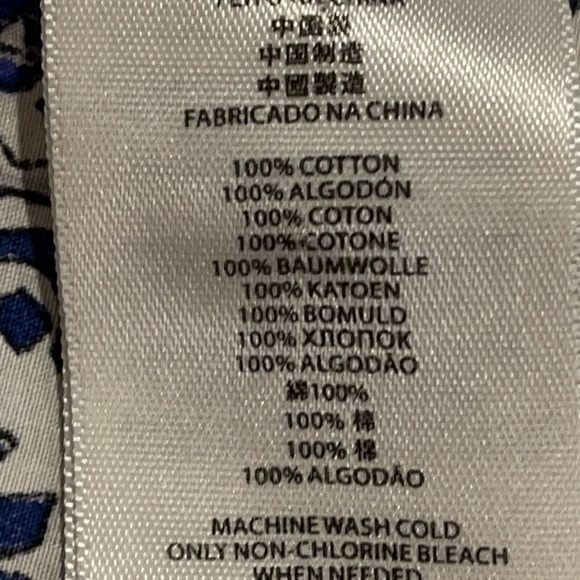 中国製
中国制造
中國製造
FABRICADO NA CHINA
100% COTTON
100% ALGODÓN
100% COTON
100% COTONE
100% BAUMWOLLE
100% KATOEN
100% BOMULD
100% ХЛОПОК
100% ALGODÃO
綿100%
100% 棉
100% 棉
100% ALGODÃO
MACHINE WASH COLD
ONLY NON-CHLORINE BLEACH
WHEN NEEDED